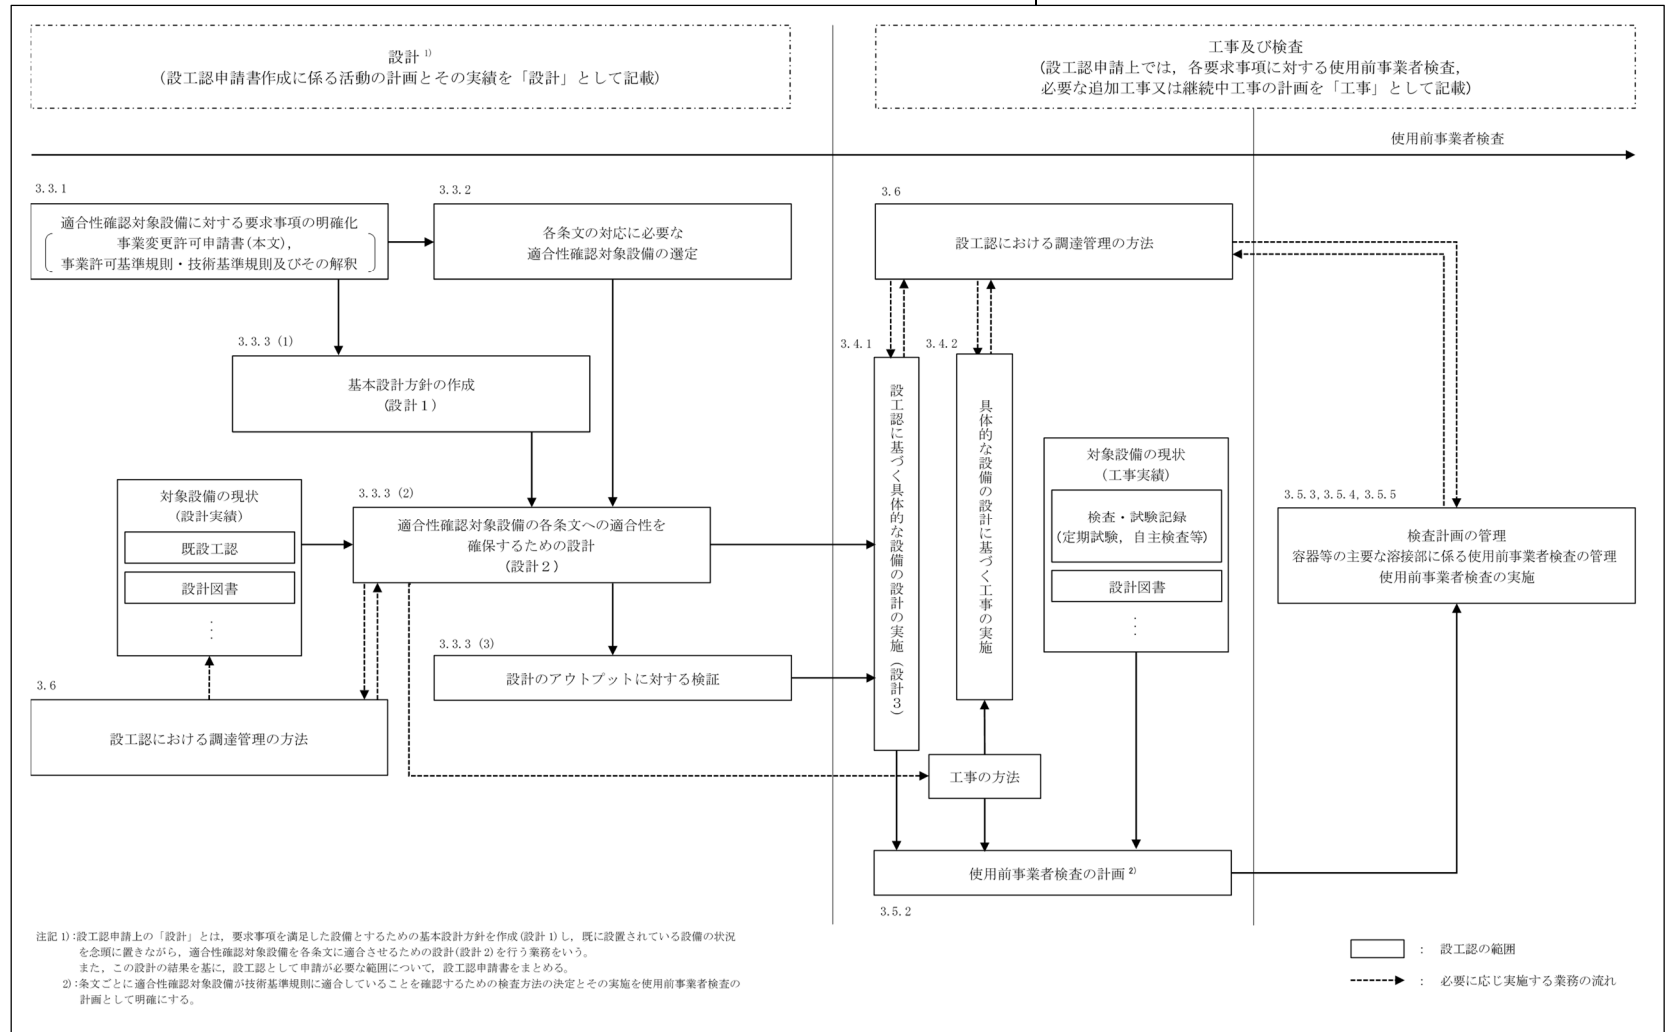 設計 1)
(設工認申請書作成に係る活動の計画とその実績を「設計」として記載)
工事及び検査
(設工認申請上では，各要求事項に対する使用前事業者検査，
必要な追加工事又は継続中工事の計画を「工事」として記載)
使用前事業者検査
3.3.1
適合性確認対象設備に対する要求事項の明確化
事業変更許可申請書(本文)，
事業許可基準規則・技術基準規則及びその解釈
3.3.2
各条文の対応に必要な
適合性確認対象設備の選定
3.3.3 (1)
基本設計方針の作成
(設計１)
対象設備の現状
(設計実績)
既設工認
設計図書
⋮
3.3.3 (2)
適合性確認対象設備の各条文への適合性を
確保するための設計
(設計２)
3.3.3 (3)
設計のアウトプットに対する検証
3.6
設工認における調達管理の方法
3.6
設工認における調達管理の方法
3.4.1
設工認に基づく具体的な設備の設計の実施（設計３）
3.4.2
具体的な設備の設計に基づく工事の実施
対象設備の現状
(工事実績)
検査・試験記録
(定期試験，自主検査等)
設計図書
⋮
工事の方法
使用前事業者検査の計画 2)
3.5.2
3.5.3, 3.5.4, 3.5.5
検査計画の管理
容器等の主要な溶接部に係る使用前事業者検査の管理
使用前事業者検査の実施
注記 1)：設工認申請上の「設計」とは，要求事項を満足した設備とするための基本設計方針を作成(設計1)し，既に設置されている設備の状況
を念頭に置きながら，適合性確認対象設備を各条文に適合させるための設計(設計2)を行う業務をいう。
また，この設計の結果を基に，設工認として申請が必要な範囲について，設工認申請書をまとめる。
2)：条文ごとに適合性確認対象設備が技術基準規則に適合していることを確認するための検査方法の決定とその実施を使用前事業者検査の
計画として明確にする。
： 設工認の範囲
： 必要に応じ実施する業務の流れ